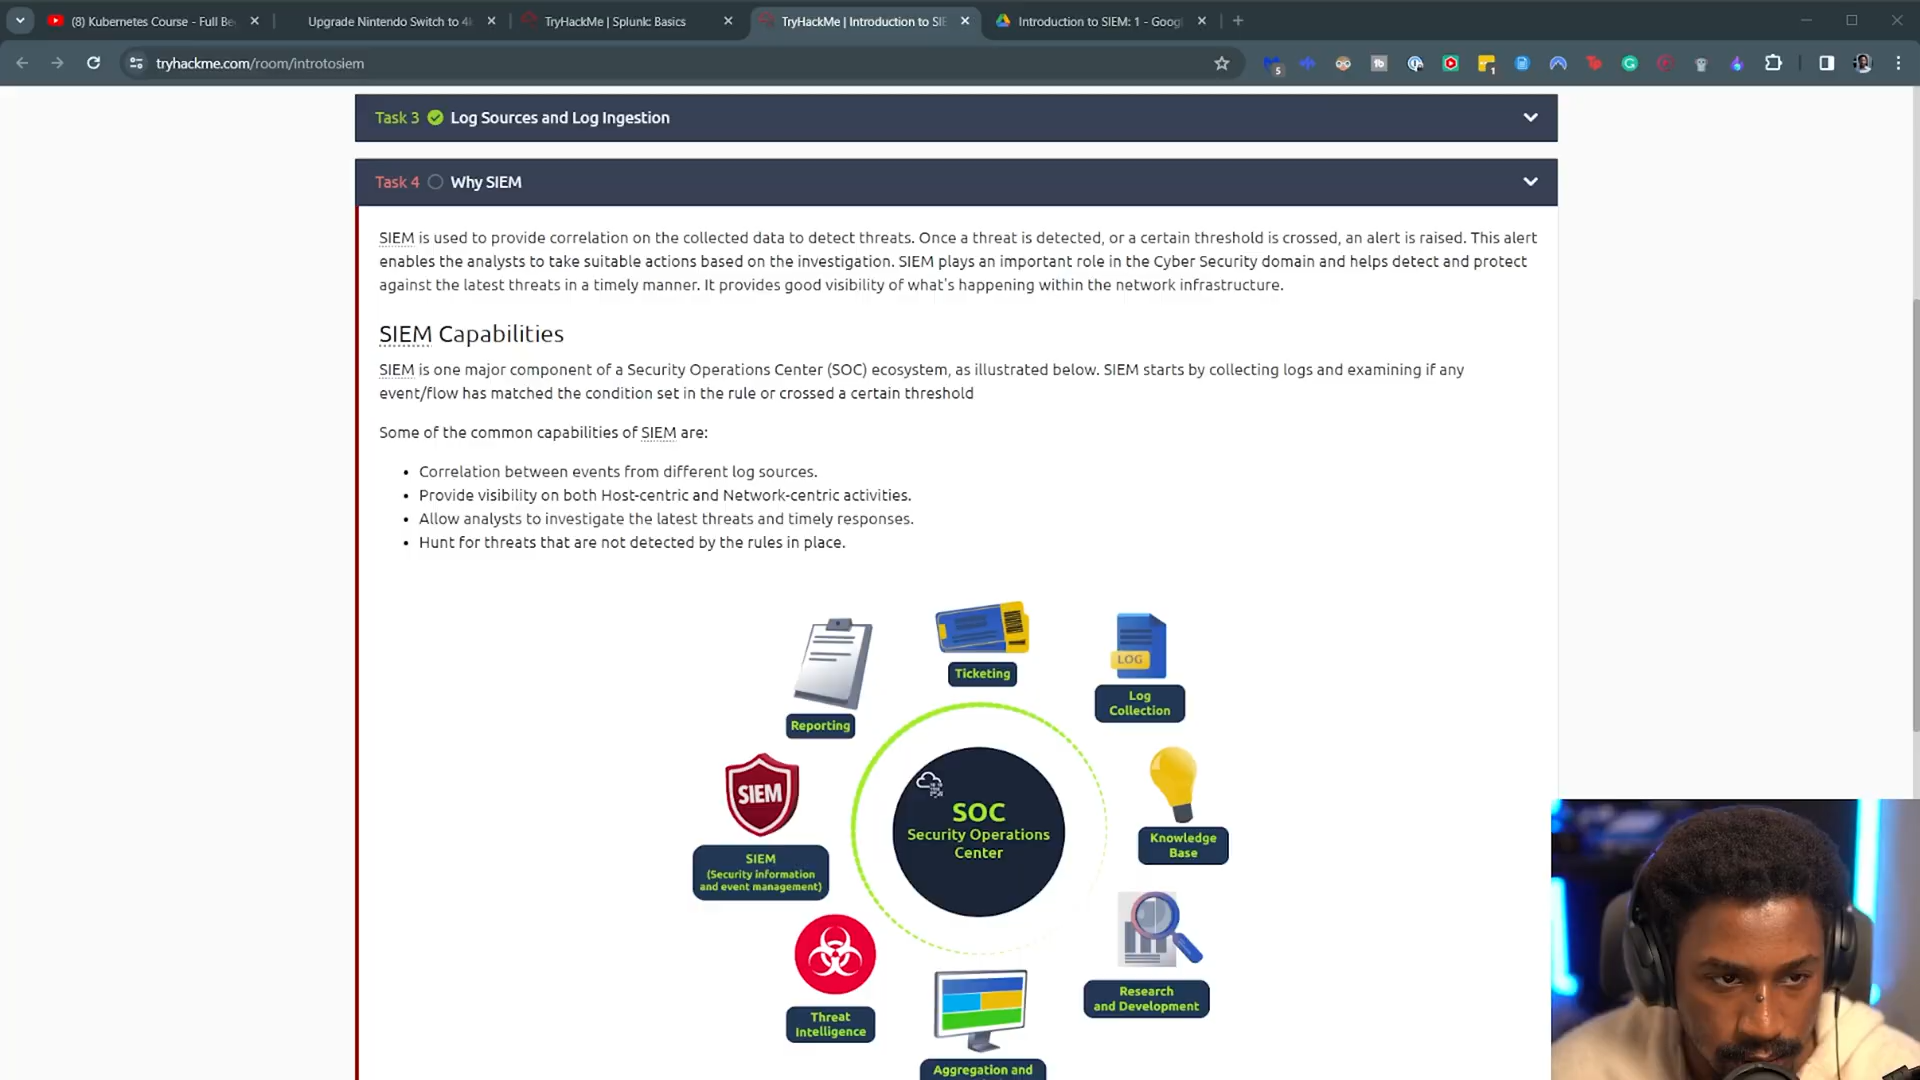 (8) Kubernetes Course - Full Be
Upgrade Nintendo Switch to 4
TryHackMe | Splunk: Basics
TryHackMe | Introduction to SIE
Introduction to SIEM: 1 - Goog
tryhackme.com/room/introtosiem
Task 3 Log Sources and Log Ingestion
Task 4 Why SIEM
SIEM is used to provide correlation on the collected data to detect threats. Once a threat is detected, or a certain threshold is crossed, an alert is raised. This alert
enables the analysts to take suitable actions based on the investigation. SIEM plays an important role in the Cyber Security domain and helps detect and protect
against the latest threats in a timely manner. It provides good visibility of what's happening within the network infrastructure.
SIEM Capabilities
SIEM is one major component of a Security Operations Center (SOC) ecosystem, as illustrated below. SIEM starts by collecting logs and examining if any
event/flow has matched the condition set in the rule or crossed a certain threshold
Some of the common capabilities of SIEM are:
• Correlation between events from different log sources.
• Provide visibility on both Host-centric and Network-centric activities.
• Allow analysts to investigate the latest threats and timely responses.
• Hunt for threats that are not detected by the rules in place.
Ticketing
LOG
Log
Collection
Reporting
SIEM
SIEM
(Security information
and event management)
SOC
Security Operations
Center
Knowledge
Base
Research
and Development
Threat
Intelligence
Aggregation and